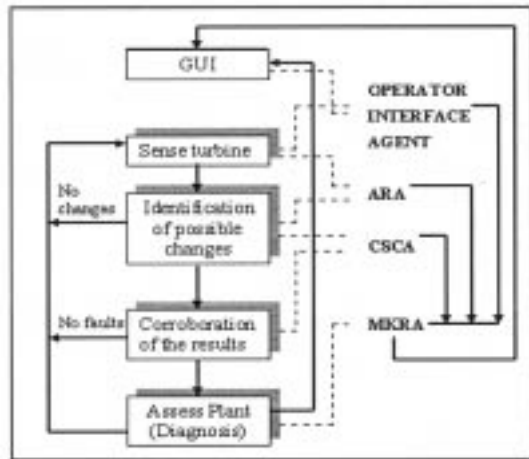 GUI
OPERATOR
INTERFACE
AGENT
Sense turbine
No
changes
Identification
of possible
changes
ARA
CSCA
No faults
Corroboration
of the results
MKRA
Assess Plant
(Diagnosis)